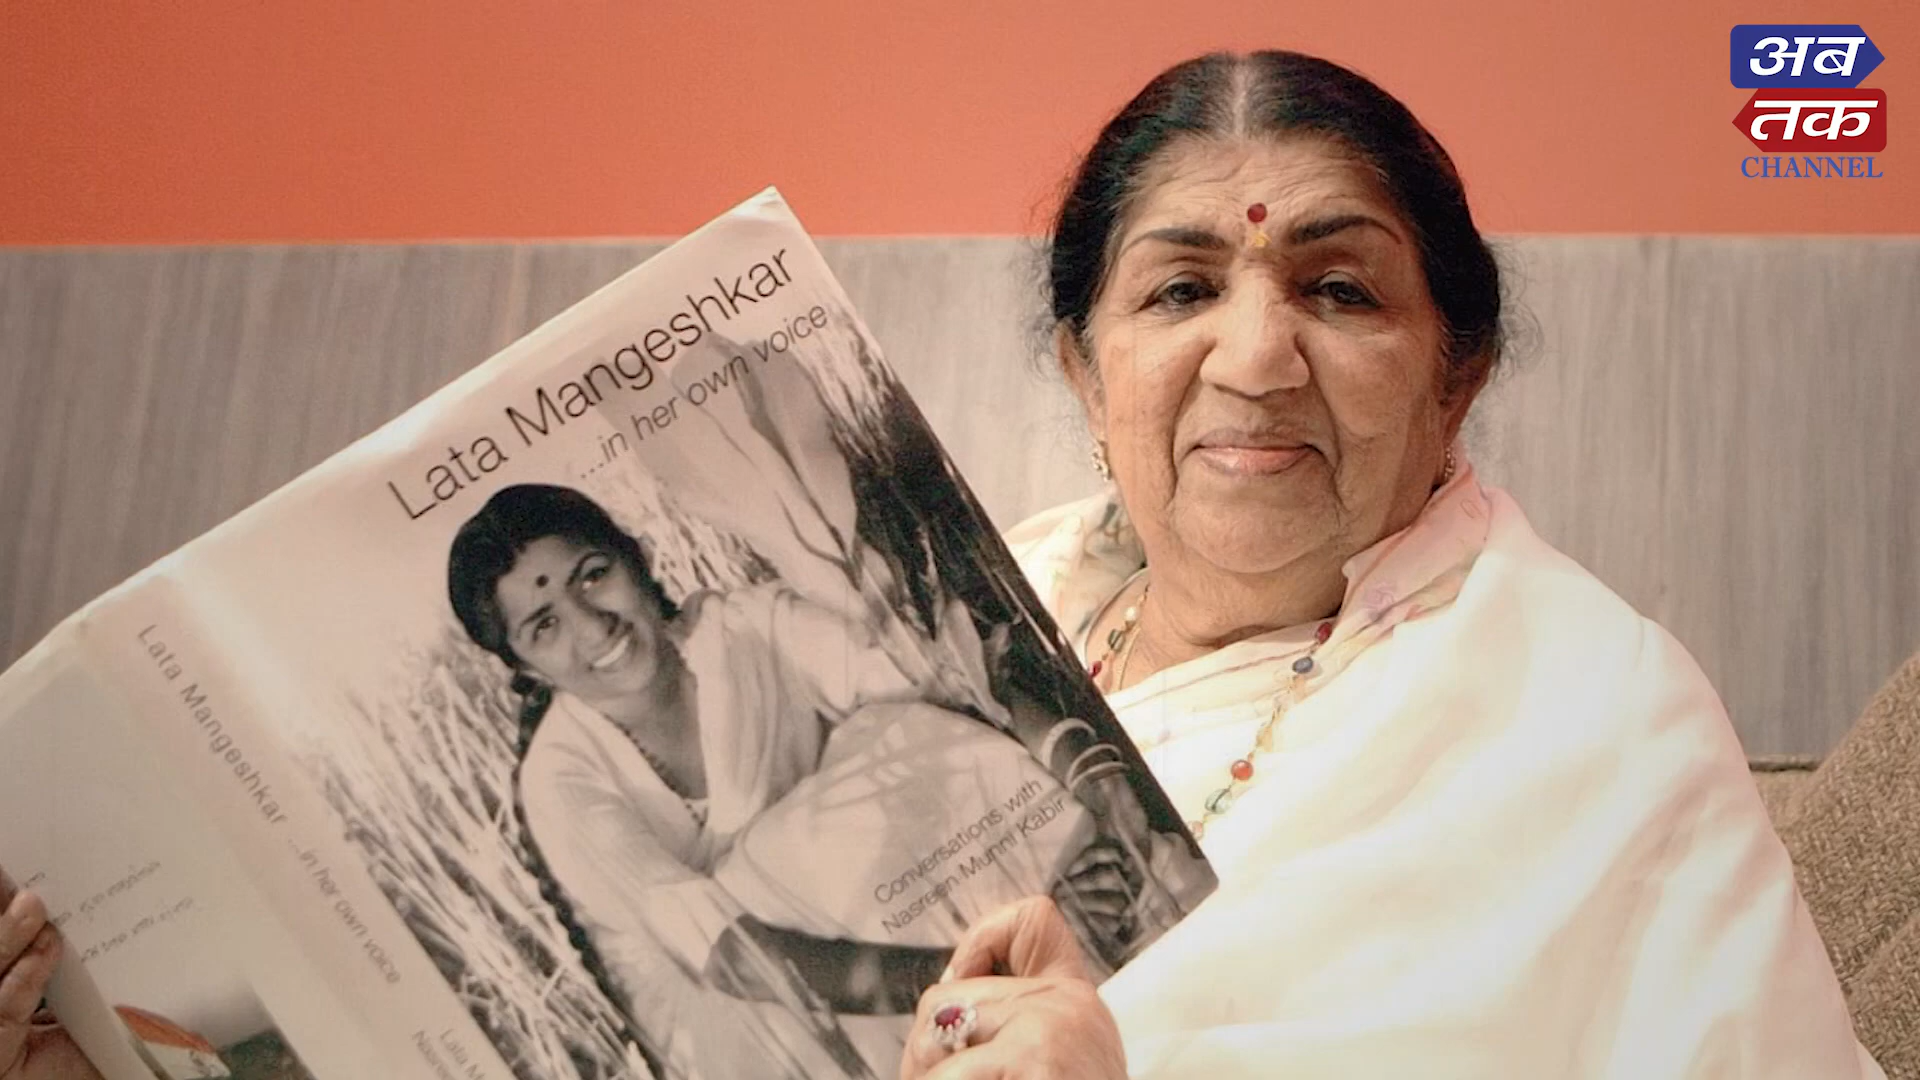 अब
तक
CHANNEL
Lata Mangeshkar
...in her own voice
Conversations with
Nasreen Munni Kabir
Lata Mangeshkar ...in her own voice